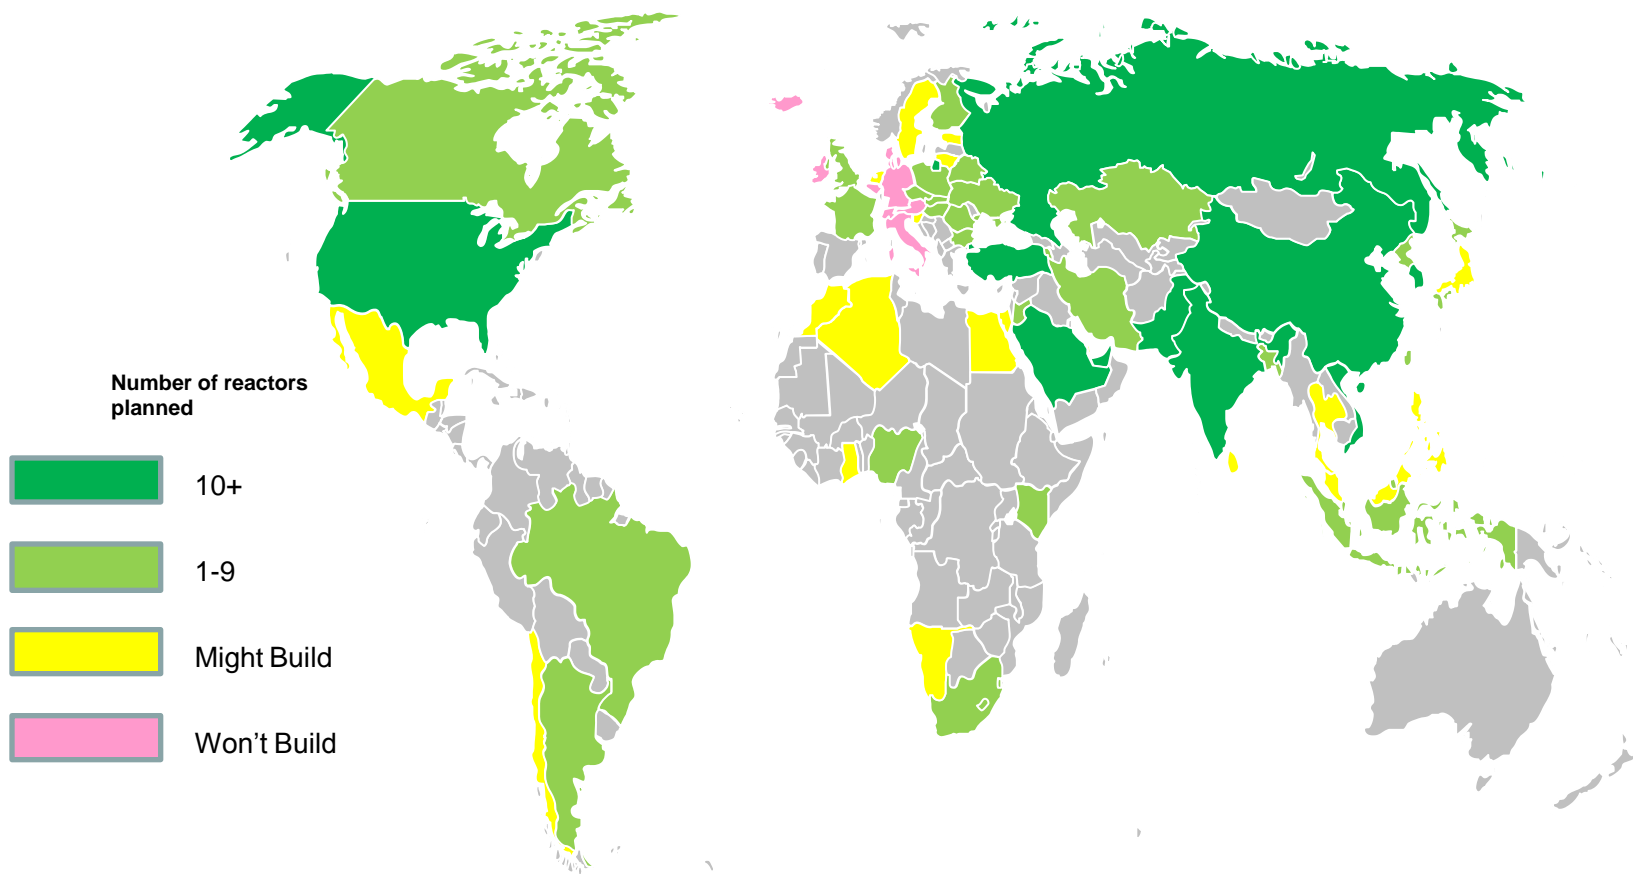 Number of reactors
planned
10+
1-9
Might Build
Won’t Build